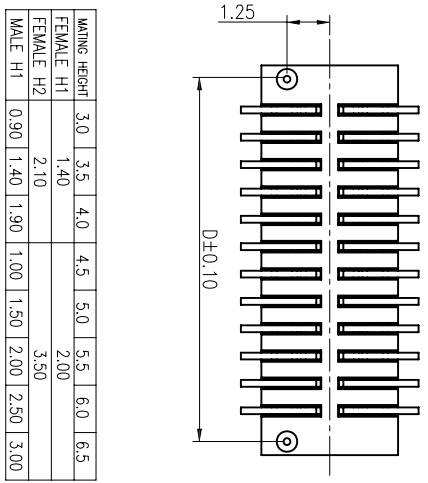 1.25
D±0.10
MATING HEIGHT 3.0 3.5 4.0 4.5 5.0 5.5 6.0 6.5
FEMALE H1 1.40 2.00
FEMALE H2 2.10 3.50
MALE H1 0.90 1.40 1.90 1.00 1.50 2.00 2.50 3.00